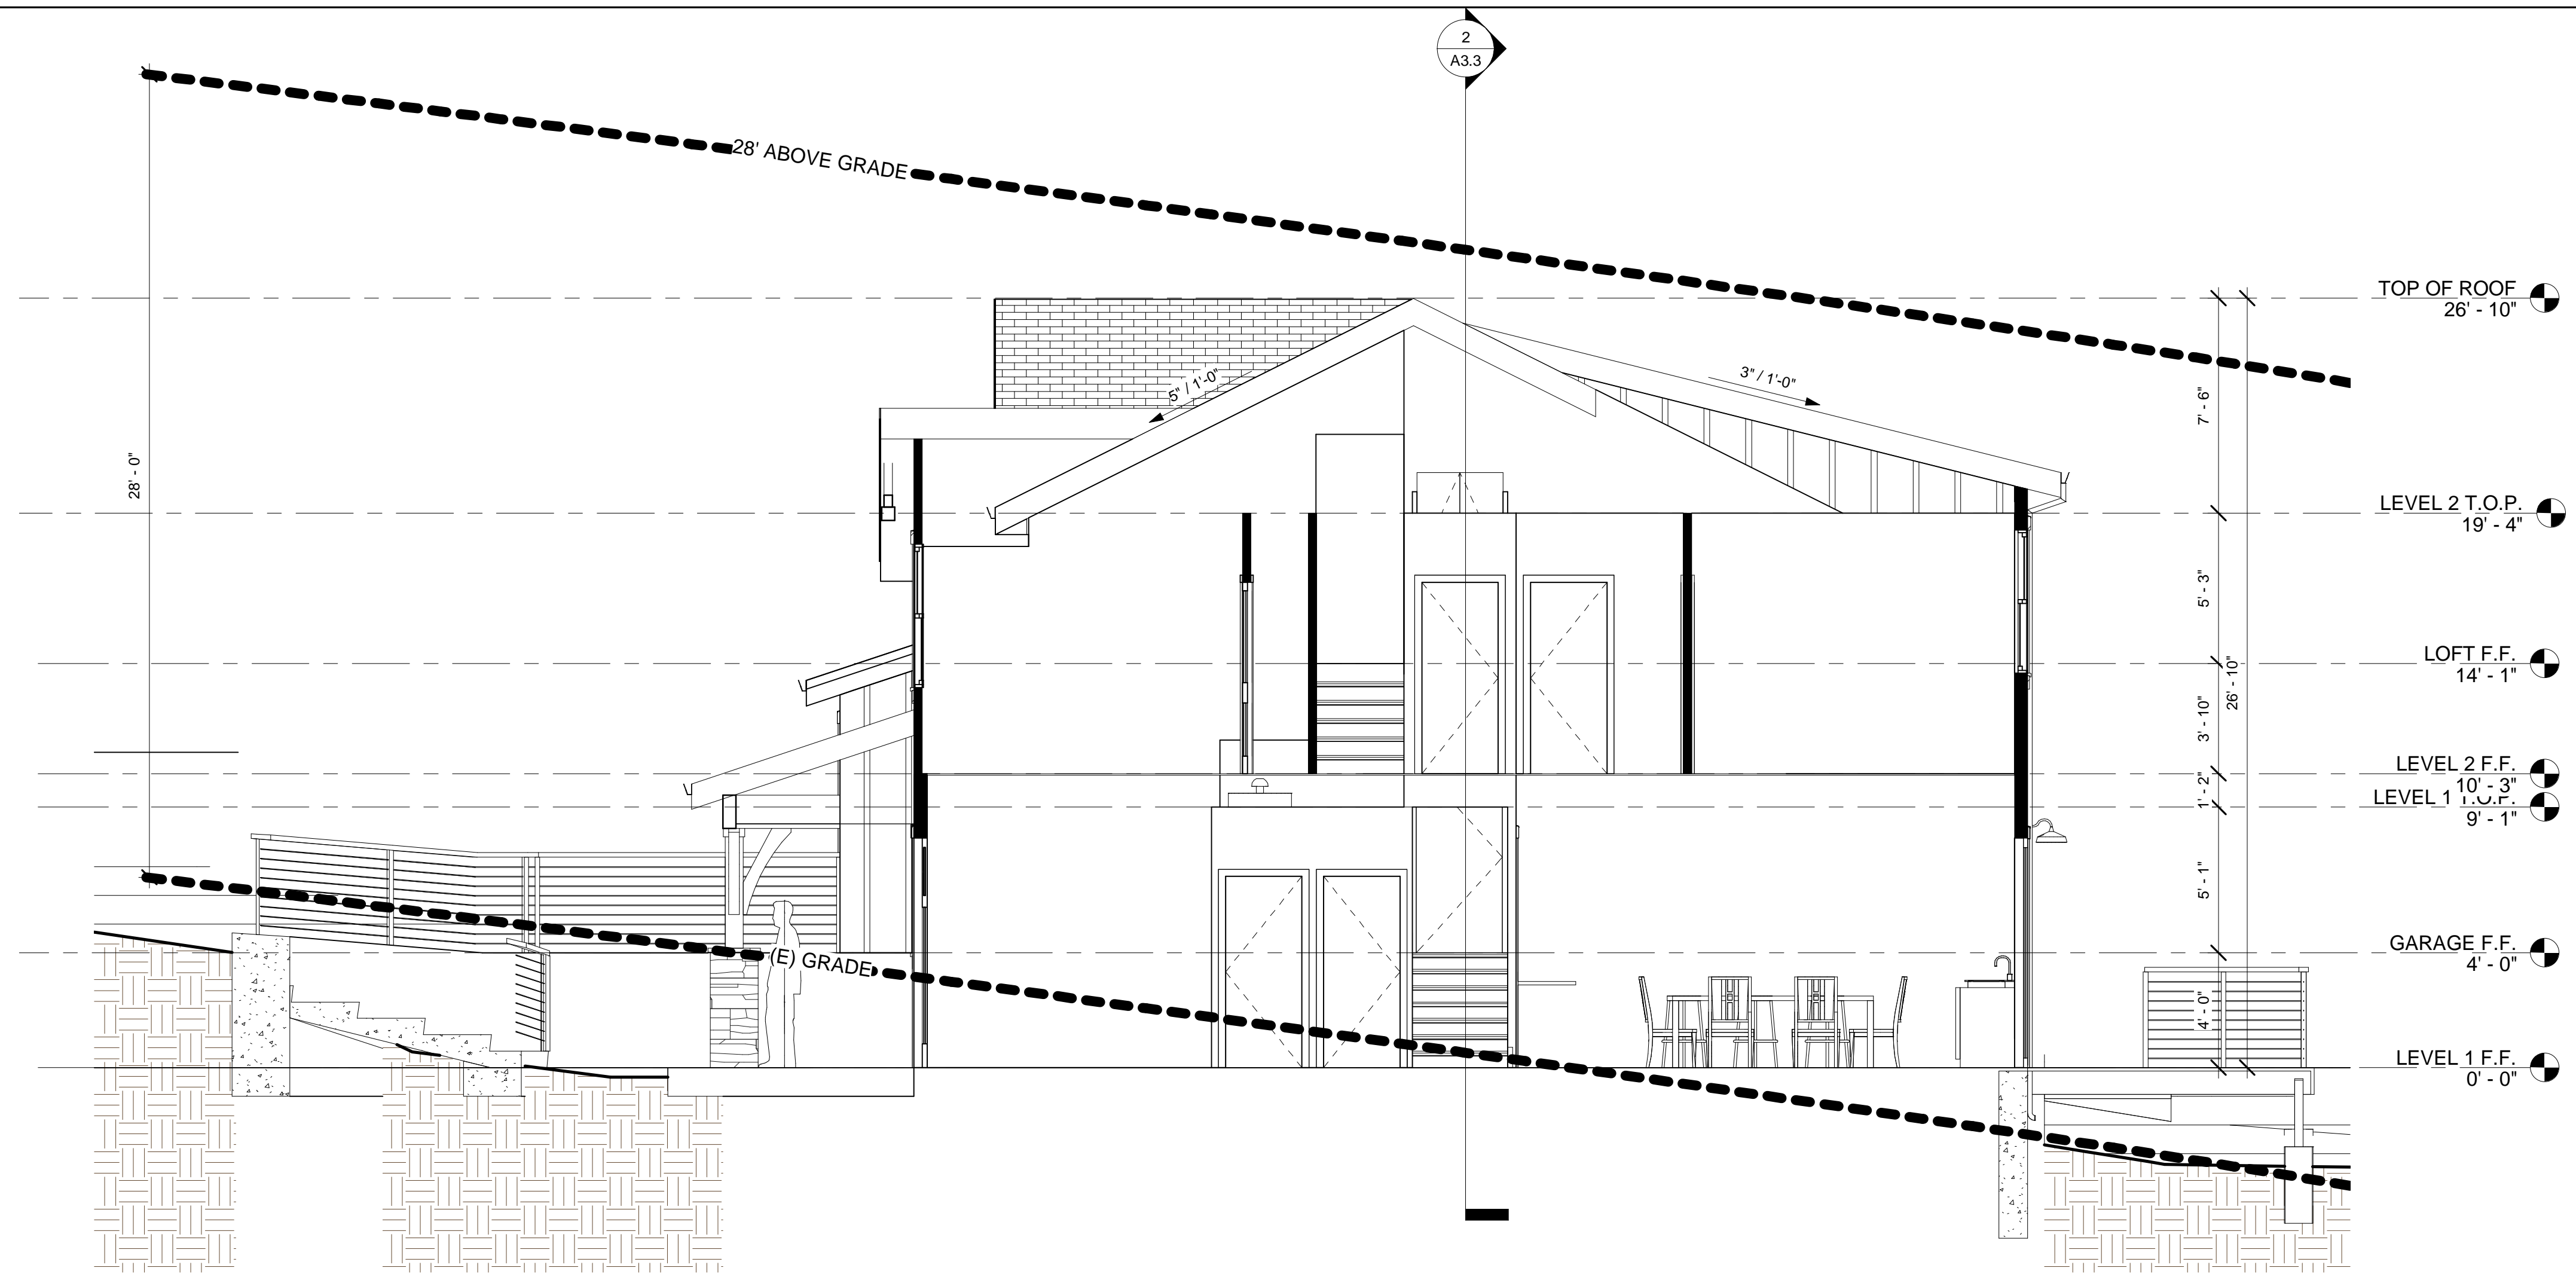 2
A3.3
28' ABOVE GRADE
TOP OF ROOF
26' - 10"
5" / 1'-0"
3" / 1'-0"
7' - 6"
28' - 0"
LEVEL 2 T.O.P.
19' - 4"
5' - 3"
LOFT F.F.
14' - 1"
26' - 10"
3' - 10"
LEVEL 2 F.F.
10' - 3"
1' - 2"
LEVEL 1 T.O.P.
9' - 1"
5' - 1"
(E) GRADE
GARAGE F.F.
4' - 0"
4' - 0"
LEVEL 1 F.F.
0' - 0"